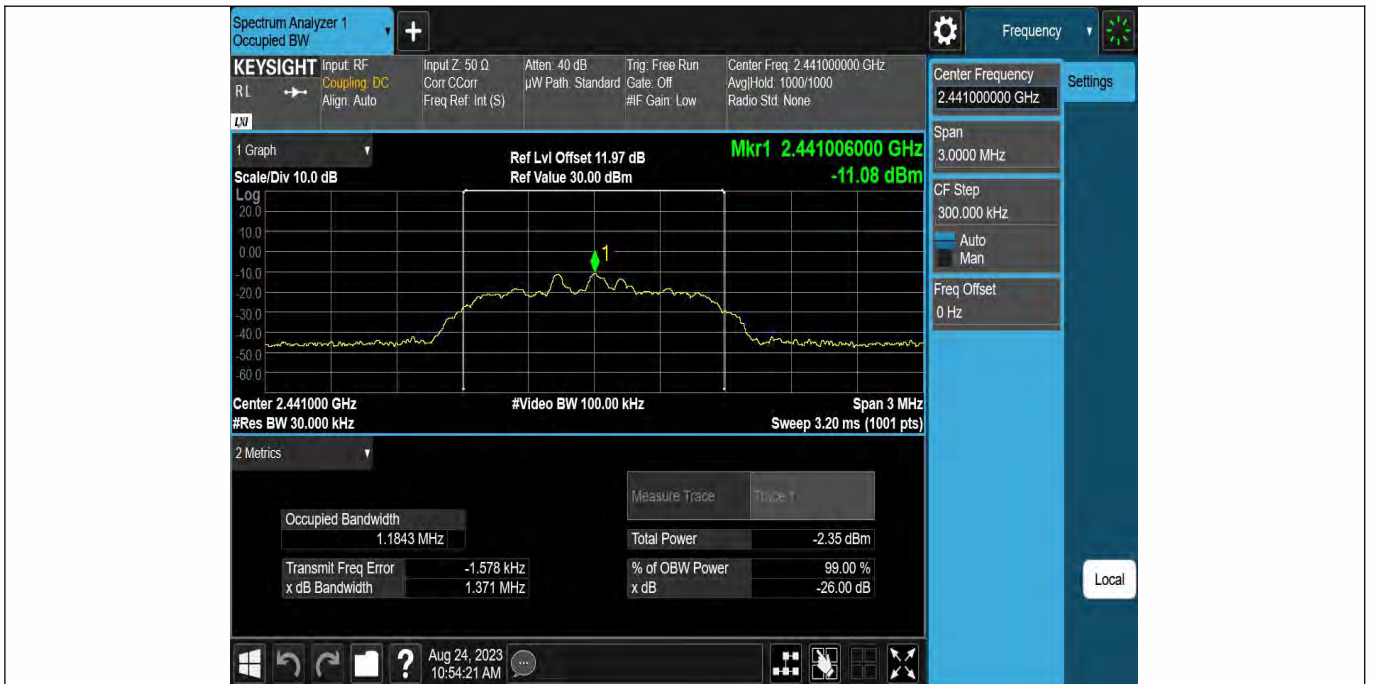 Spectrum Analyzer 1
Occupied BW
+
Frequency
KEYSIGHT
RL
LXI
Input: RF
Coupling: DC
Align: Auto
Input Z: 50 Ω
Corr CCorr
Freq Ref: Int (S)
Atten: 40 dB
µW Path: Standard
Trig: Free Run
Gate: Off
#IF Gain: Low
Center Freq: 2.441000000 GHz
Avg|Hold: 1000/1000
Radio Std: None
Center Frequency
2.441000000 GHz
Settings
Span
3.0000 MHz
CF Step
300.000 kHz
Auto
Man
Freq Offset
0 Hz
1 Graph
Scale/Div 10.0 dB
Ref Lvl Offset 11.97 dB
Ref Value 30.00 dBm
Mkr1 2.441006000 GHz
-11.08 dBm
Log
20.0
10.0
0.00
-10.0
-20.0
-30.0
-40.0
-50.0
-60.0
1
Center 2.441000 GHz
#Video BW 100.00 kHz
Span 3 MHz
#Res BW 30.000 kHz
Sweep 3.20 ms (1001 pts)
2 Metrics
Measure Trace
Trace 1
Occupied Bandwidth
1.1843 MHz
Total Power
-2.35 dBm
Transmit Freq Error
-1.578 kHz
% of OBW Power
99.00 %
x dB Bandwidth
1.371 MHz
x dB
-26.00 dB
Local
?
Aug 24, 2023
10:54:21 AM